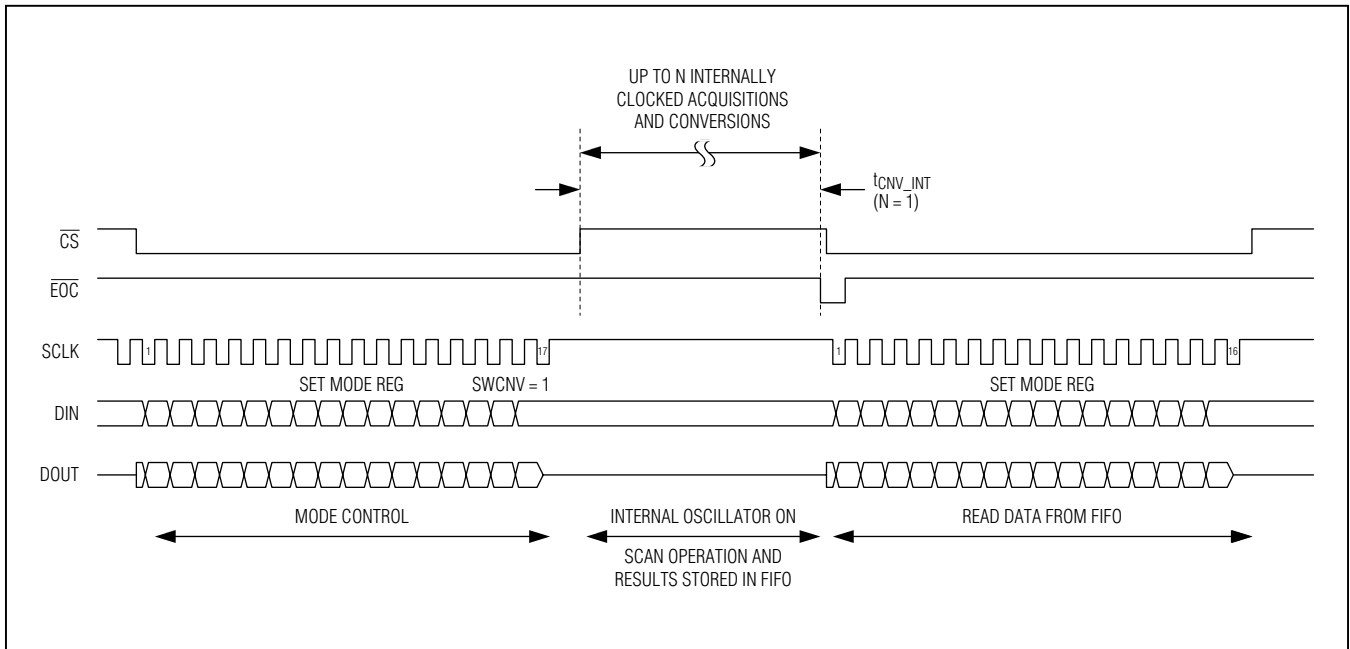 UP TO N INTERNALLY
CLOCKED ACQUISITIONS
AND CONVERSIONS
tCNV_INT
(N = 1)
CS
EOC
SCLK
1
17
1
16
SET MODE REG
SWCNV = 1
SET MODE REG
DIN
DOUT
MODE CONTROL
INTERNAL OSCILLATOR ON
READ DATA FROM FIFO
SCAN OPERATION AND
RESULTS STORED IN FIFO